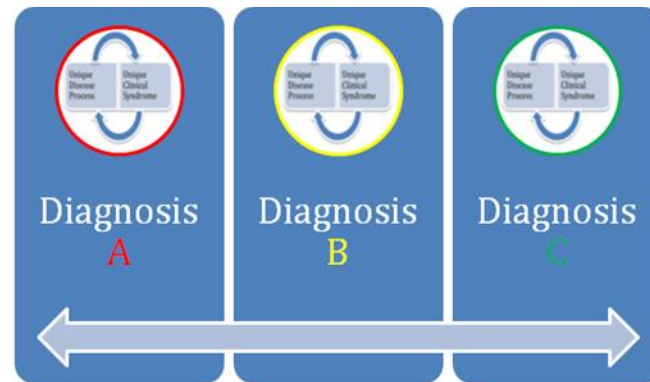 Unique
Disease
Process
Unique
Clinical
Syndrome
Unique
Disease
Process
Unique
Clinical
Syndrome
Unique
Disease
Process
Unique
Clinical
Syndrome
Diagnosis
A
Diagnosis
B
Diagnosis
C